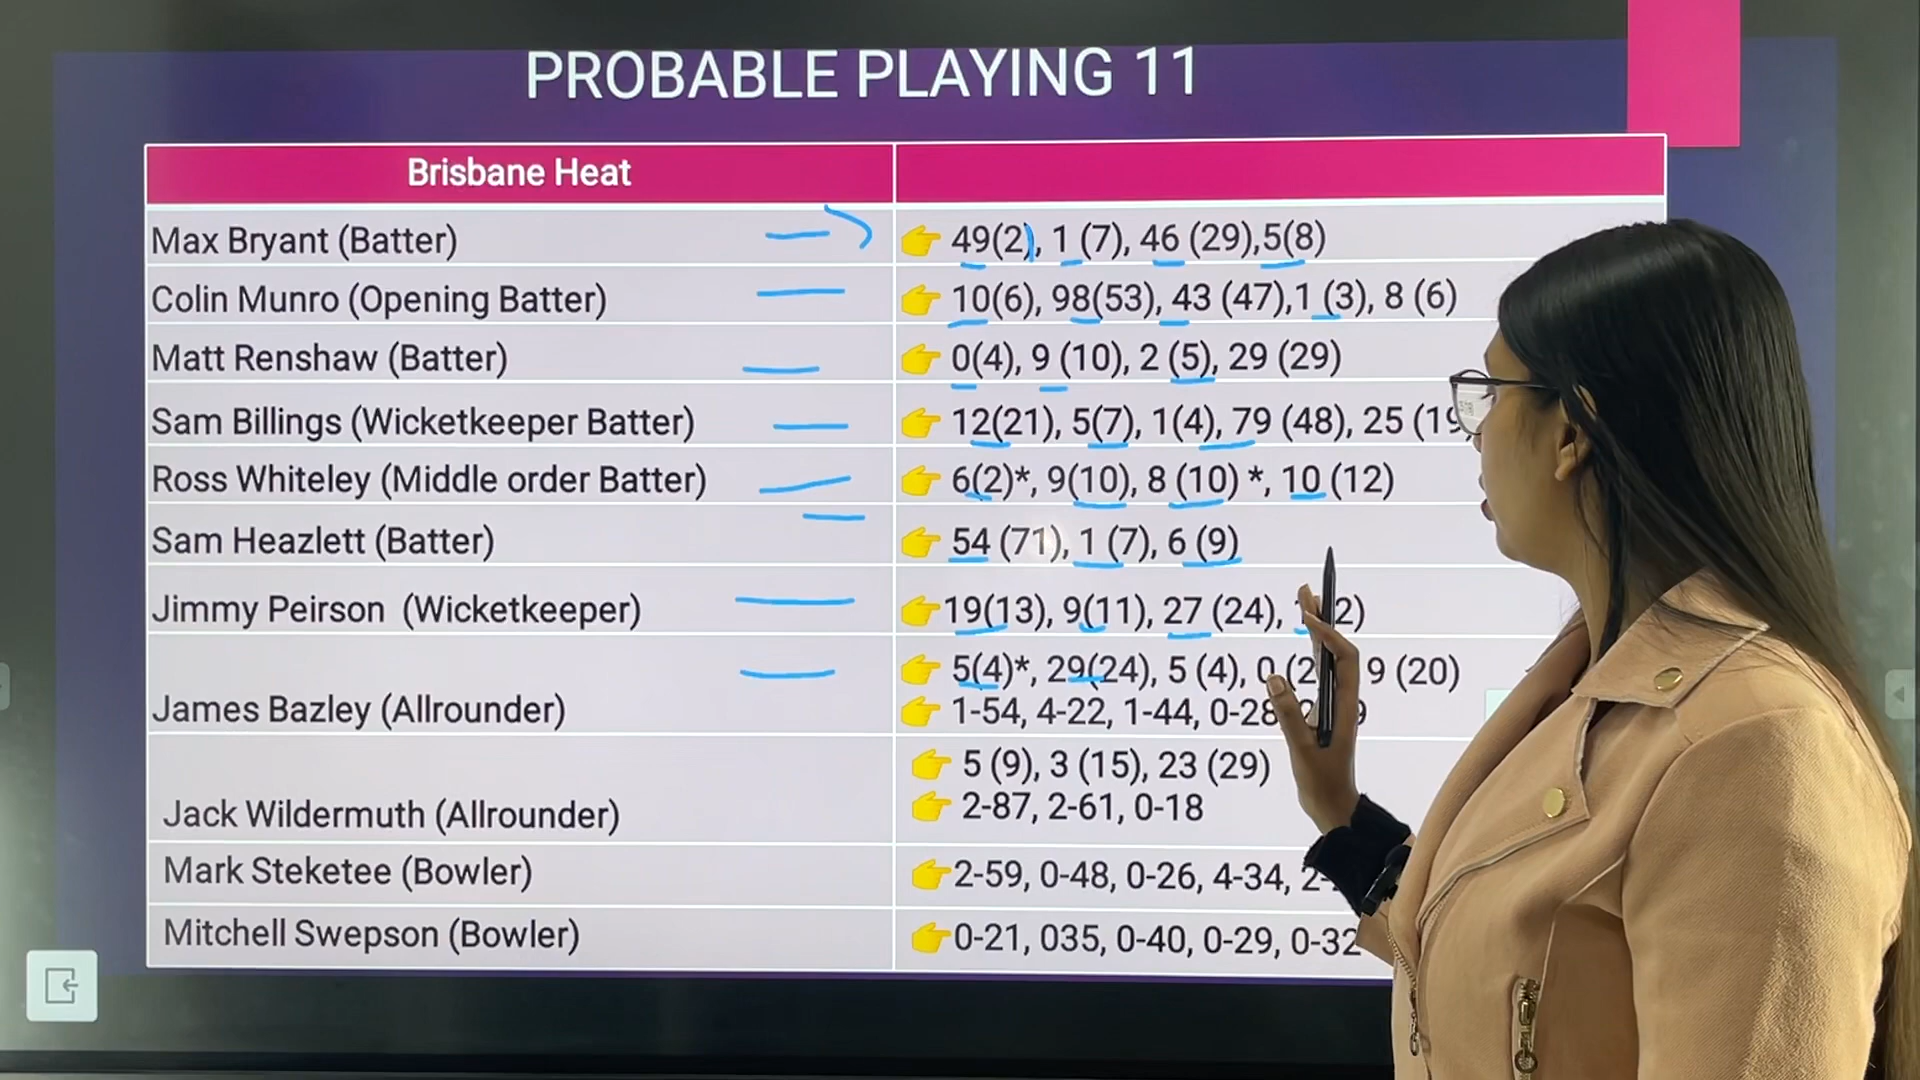 PROBABLE PLAYING 11
Brisbane Heat
Max Bryant (Batter)
49(2), 1 (7), 46 (29),5(8)
Colin Munro (Opening Batter)
10(6), 98(53), 43 (47),1 (3), 8 (6)
Matt Renshaw (Batter)
0(4), 9 (10), 2 (5), 29 (29)
Sam Billings (Wicketkeeper Batter)
12(21), 5(7), 1(4), 79 (48), 25 (19
Ross Whiteley (Middle order Batter)
6(2)*, 9(10), 8 (10) *, 10 (12)
Sam Heazlett (Batter)
54 (71), 1 (7), 6 (9)
Jimmy Peirson (Wicketkeeper)
19(13), 9(11), 27 (24), 2)
5(4)*, 29(24), 5 (4), 0 (2 9 (20)
James Bazley (Allrounder)
1-54, 4-22, 1-44, 0-28
5 (9), 3 (15), 23 (29)
Jack Wildermuth (Allrounder)
2-87, 2-61, 0-18
Mark Steketee (Bowler)
2-59, 0-48, 0-26, 4-34, 2-
Mitchell Swepson (Bowler)
0-21, 035, 0-40, 0-29, 0-32